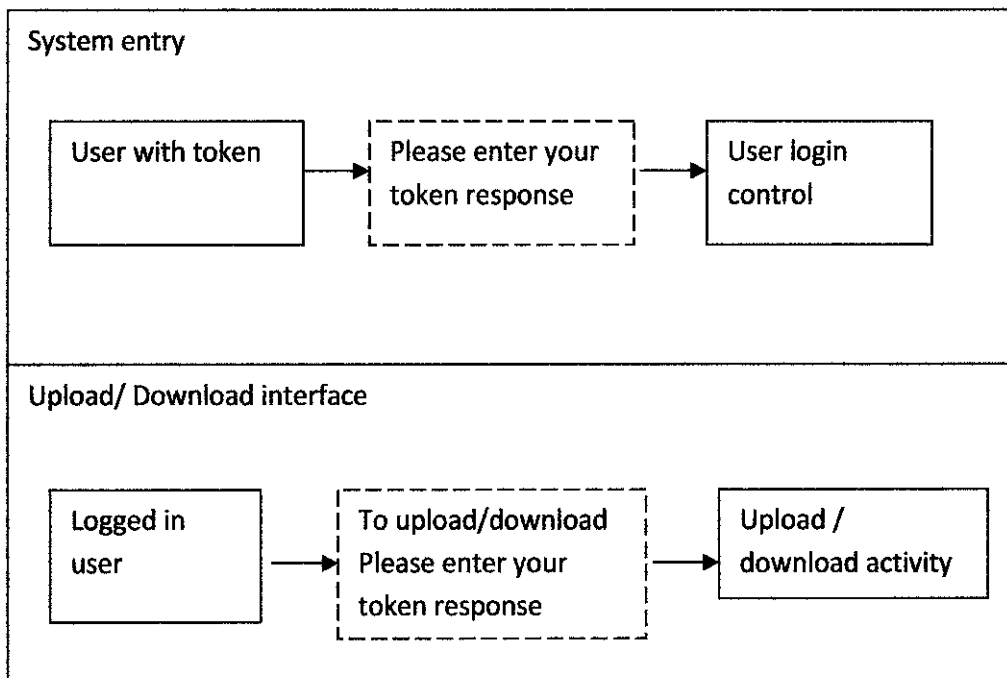 System entry
User with token
Please enter your
token response
User login
control
Upload/ Download interface
Logged in
user
To upload/download
Please enter your
token response
Upload /
download activity